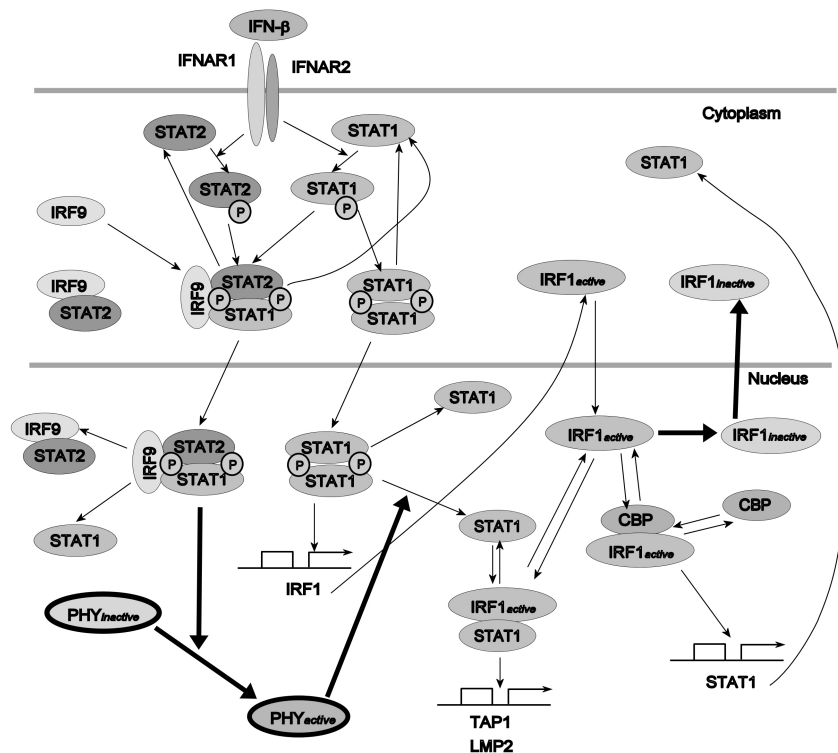 IFN-β
IFNAR1
IFNAR2
Cytoplasm
STAT2
STAT1
STAT1
STAT2
P
STAT1
P
IRF9
IRF9
STAT2
IRF9
STAT2
P
P
STAT1
STAT1
P
P
STAT1
IRF1active
IRF1inactive
Nucleus
STAT1
IRF9
STAT2
IRF9
STAT2
P
P
STAT1
STAT1
P
P
STAT1
IRF1active
IRF1inactive
STAT1
STAT1
CBP
CBP
IRF1active
IRF1
PHYinactive
IRF1active
STAT1
STAT1
PHYactive
TAP1
LMP2